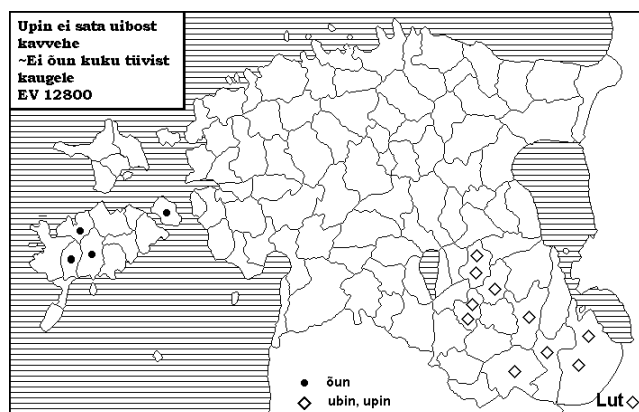 Upin ei sata uibost
kavvehe
~Ei õun kuku tüvist
kaugele
EV 12800
õun
ubin, upin
Lut